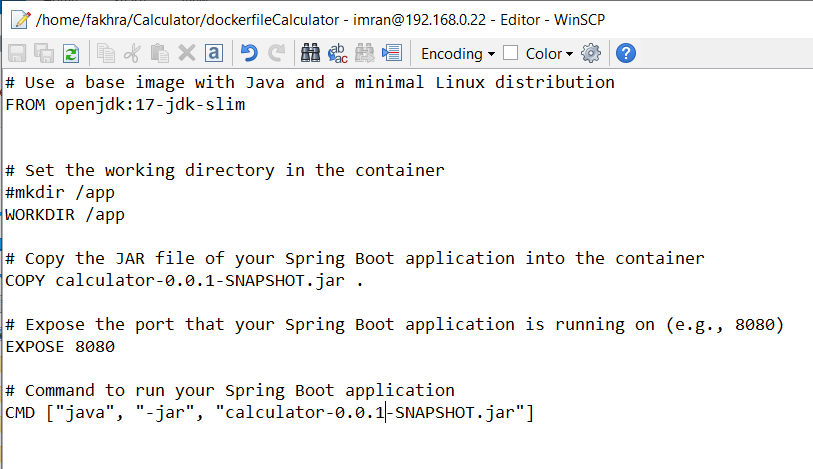 /home/fakhra/Calculator/dockerfileCalculator - imran@192.168.0.22 - Editor - WinSCP
Encoding Color
# Use a base image with Java and a minimal Linux distribution
FROM openjdk:17-jdk-slim
# Set the working directory in the container
#mkdir /app
WORKDIR /app
# Copy the JAR file of your Spring Boot application into the container
COPY calculator-0.0.1-SNAPSHOT.jar .
# Expose the port that your Spring Boot application is running on (e.g., 8080)
EXPOSE 8080
# Command to run your Spring Boot application
CMD ["java", "-jar", "calculator-0.0.1-SNAPSHOT.jar"]